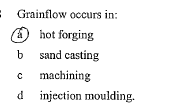 Grainflow occurs in:
a hot forging
b sand casting
c machining
d injection moulding.